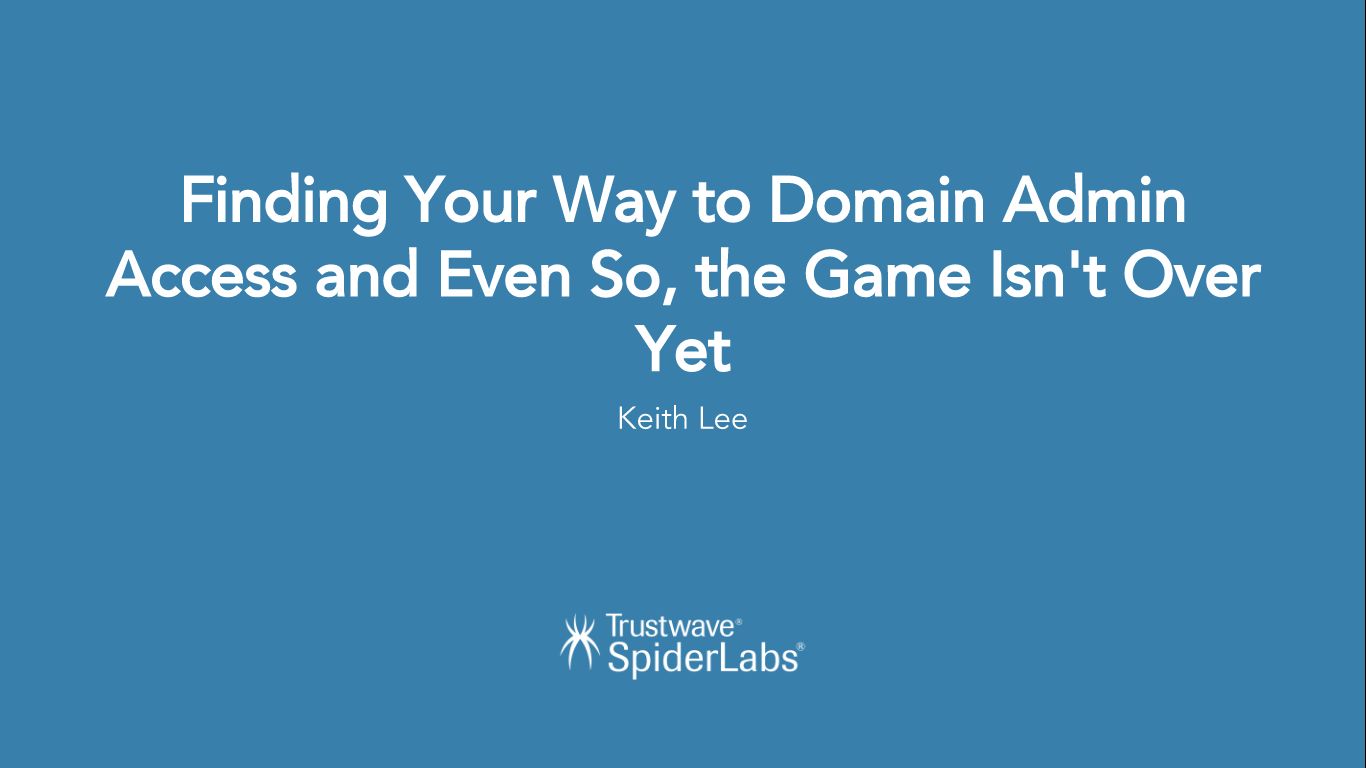 Finding Your Way to Domain Admin
Access and Even So, the Game Isn't Over
Yet
Keith Lee
Trustwave®
SpiderLabs®